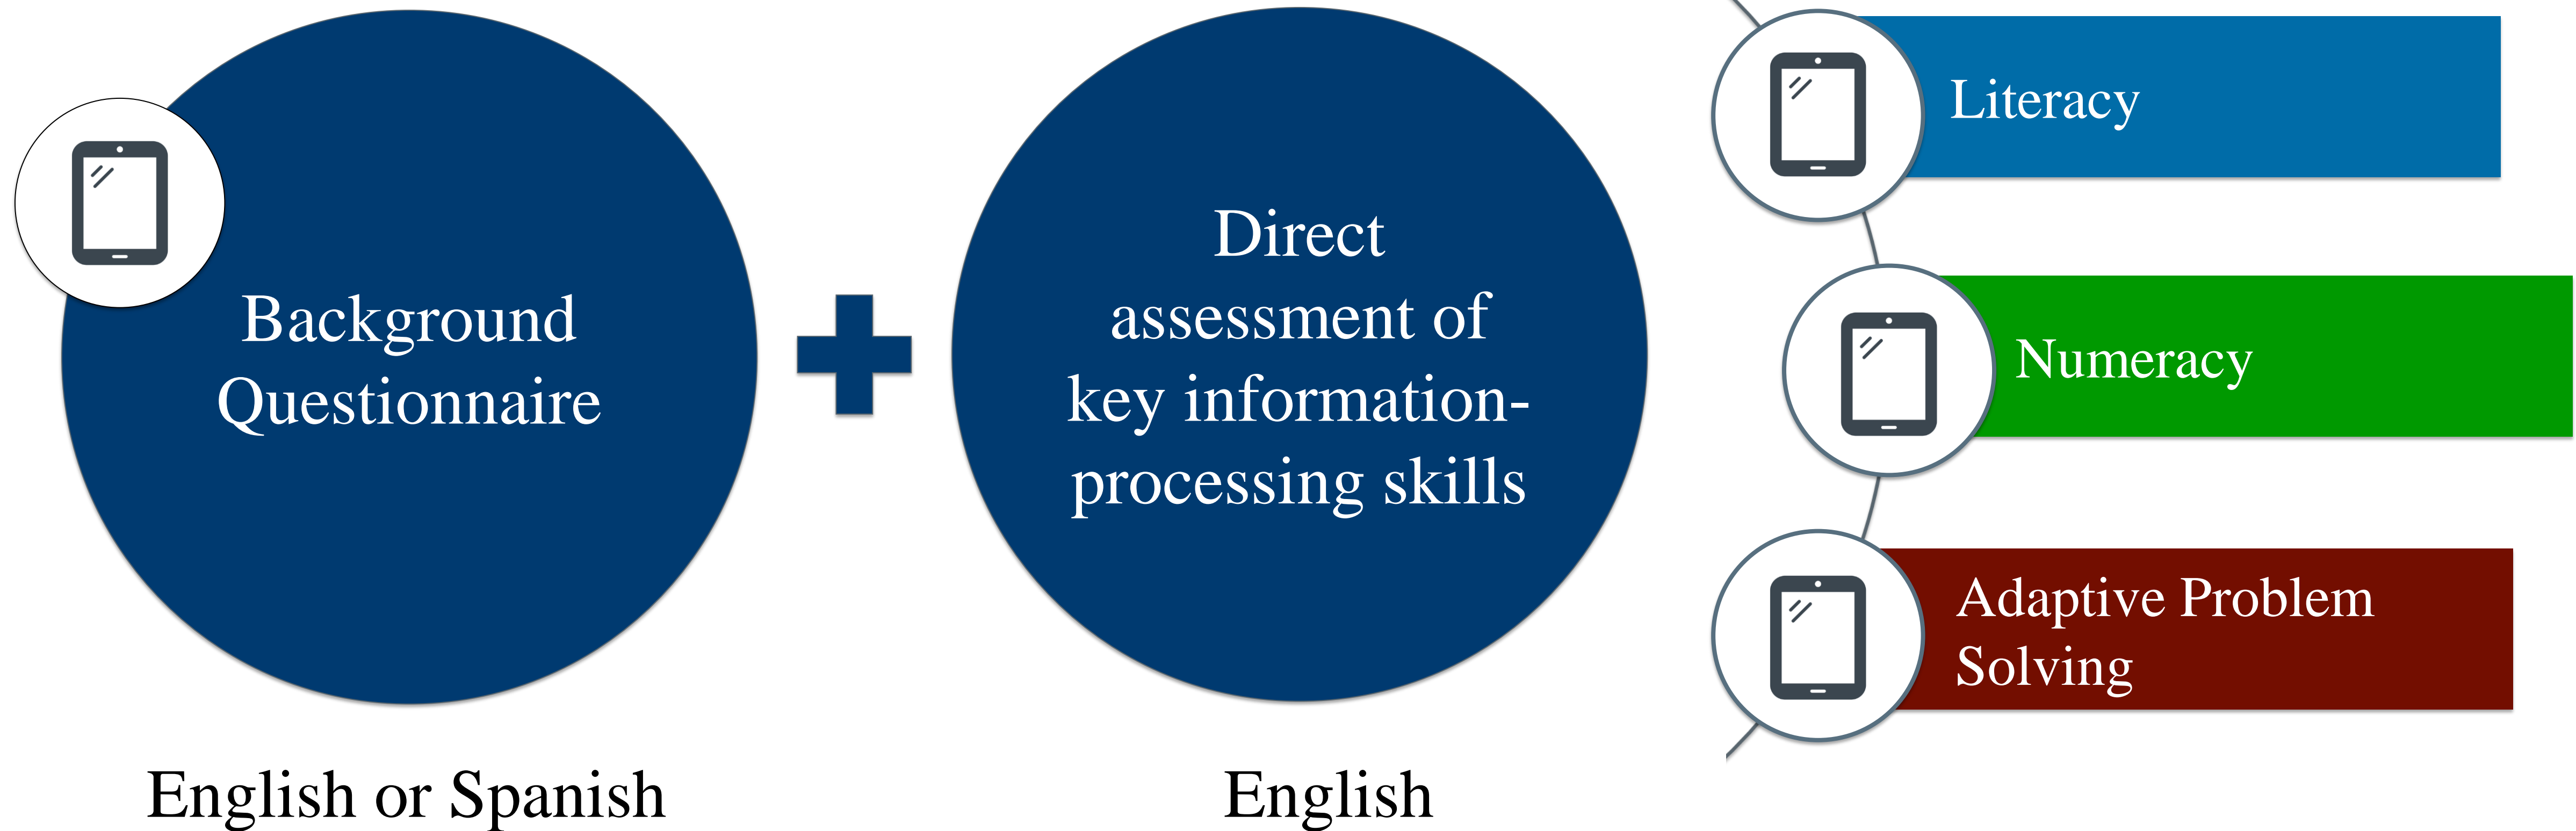 Background
Questionnaire
English or Spanish
Direct
assessment of
key information-
processing skills
English
Literacy
Numeracy
Adaptive Problem
Solving